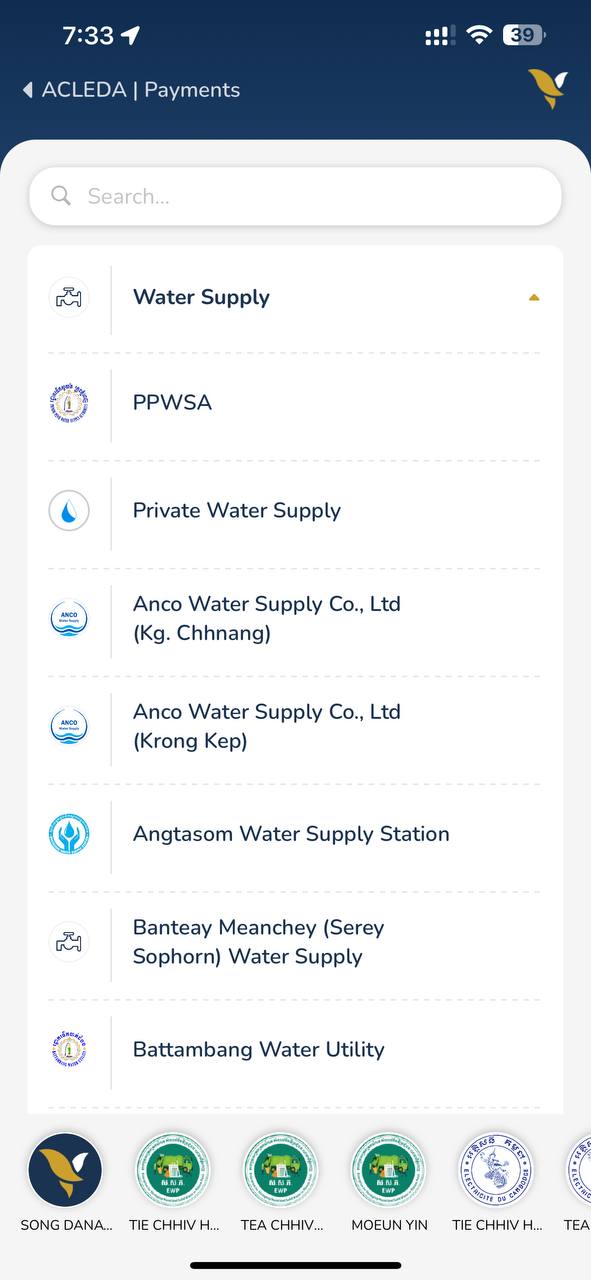 7:33
39
ACLEDA | Payments
Search...
Water Supply
PPWSA
Private Water Supply
ANCO
Water Supply
Anco Water Supply Co., Ltd
(Kg. Chhnang)
ANCO
Water Supply
Anco Water Supply Co., Ltd
(Krong Kep)
Angtasom Water Supply Station
Banteay Meanchey (Serey
Sophorn) Water Supply
Battambang Water Utility
EWP
EWP
EWP
ELECTRICITE DU CAMBODGE
SONG DANA...
TIE CHHIV H...
TEA CHHIV...
MOEUN YIN
TIE CHHIV H...
TEA